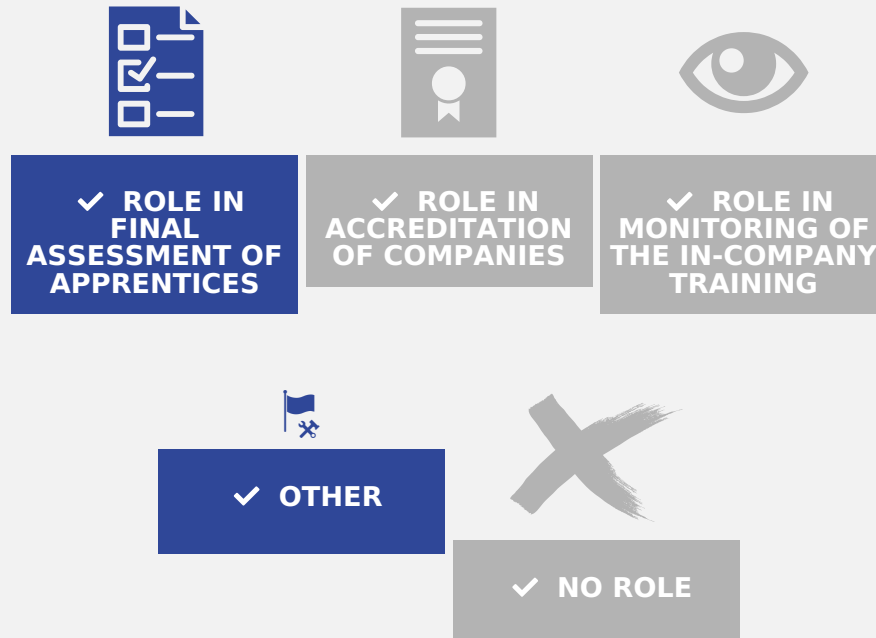 ✓ ROLE IN
FINAL
ASSESSMENT OF
APPRENTICES
✓ ROLE IN
ACCREDITATION
OF COMPANIES
✓ ROLE IN
MONITORING OF
THE IN-COMPANY
TRAINING
✓ OTHER
✓ NO ROLE